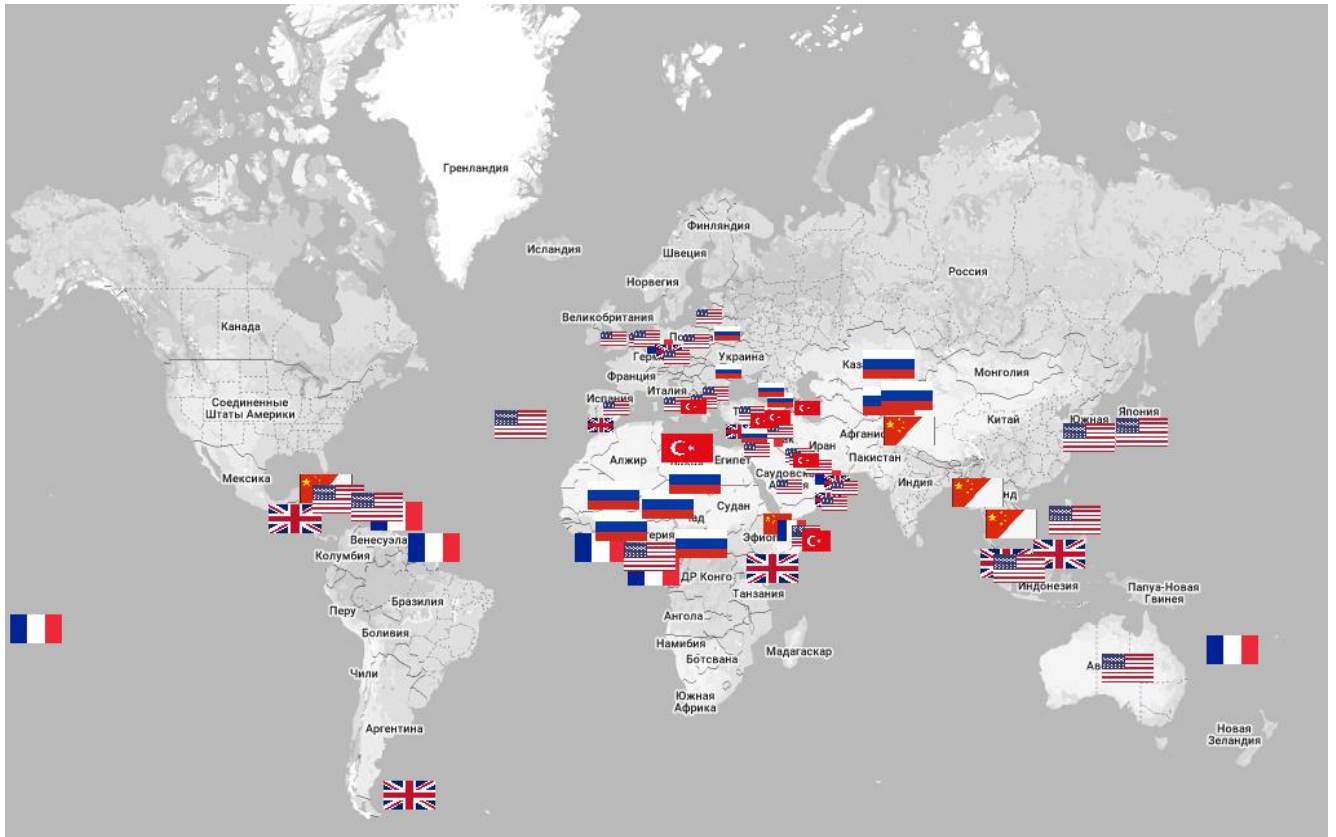 Гренландия
Исландия
Финляндия
Швеция
Норвегия
Россия
Великобритания
Канада
Украина
Франция
Монголия
Италия
Испания
Соединенные
Штаты Америки
Китай
Южная
Япония
Иран
Пакистан
Алжир
Египет
Мексика
Индия
Судан
Венесуэла
Колумбия
ДР Конго
Индонезия
Папуа-Новая
Гвинея
Танзания
Бразилия
Перу
Ангола
Боливия
Намибия
Мадагаскар
Ботсвана
Чили
Южная
Африка
Аргентина
Новая
Зеландия